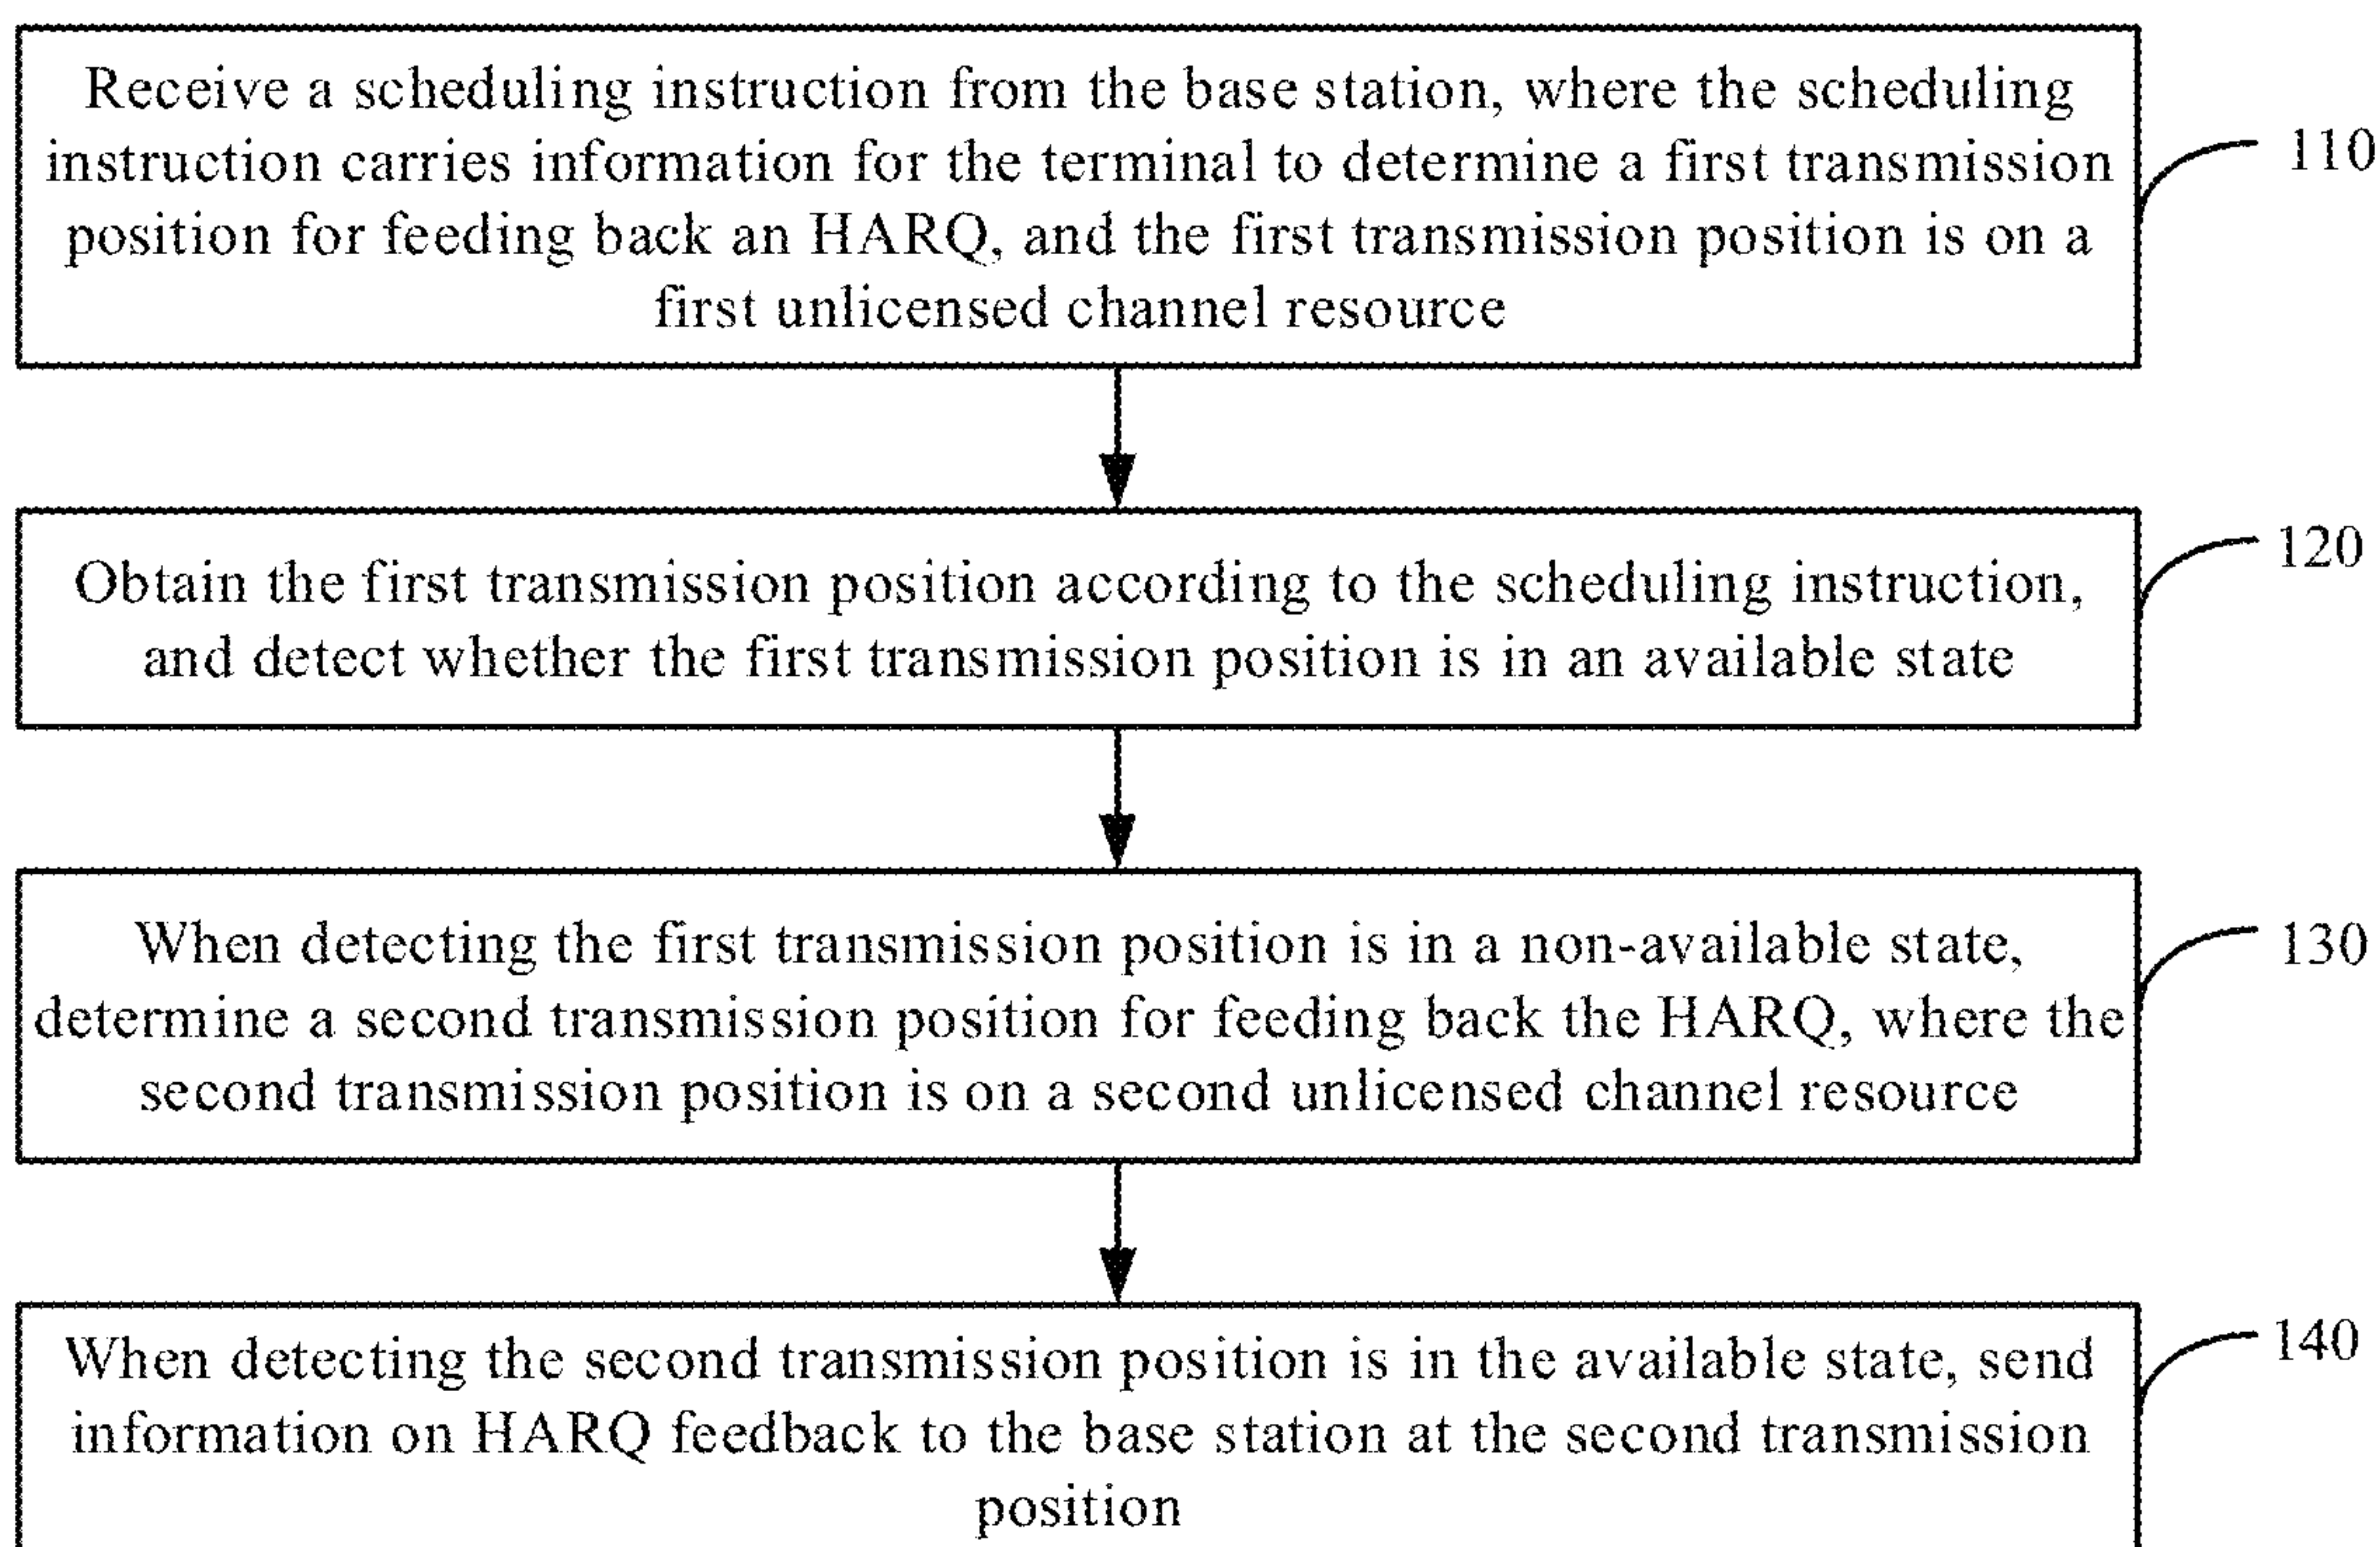 Receive a scheduling instruction from the base station, where the scheduling
instruction carries information for the terminal to determine a first transmission
position for feeding back an HARQ, and the first transmission position is on a
first unlicensed channel resource
110
Obtain the first transmission position according to the scheduling instruction,
and detect whether the first transmission position is in an available state
120
When detecting the first transmission position is in a non-available state,
determine a second transmission position for feeding back the HARQ, where the
second transmission position is on a second unlicensed channel resource
130
When detecting the second transmission position is in the available state, send
information on HARQ feedback to the base station at the second transmission
position
140